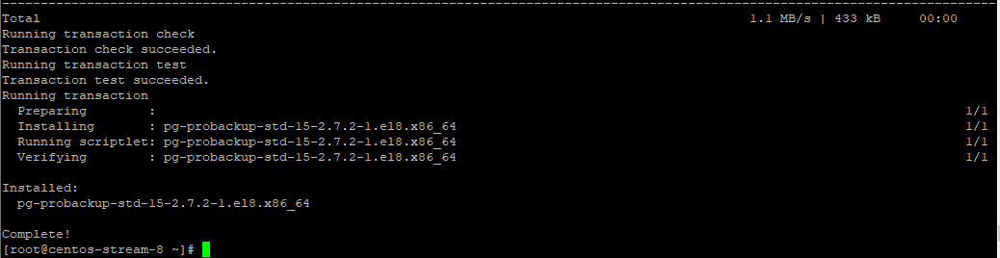 Total 1.1 MB/s | 433 kB 00:00
Running transaction check
Transaction check succeeded.
Running transaction test
Transaction test succeeded.
Running transaction
Preparing : 1/1
Installing : pg-probackup-std-15-2.7.2-1.el8.x86_64 1/1
Running scriptlet: pg-probackup-std-15-2.7.2-1.el8.x86_64 1/1
Verifying : pg-probackup-std-15-2.7.2-1.el8.x86_64 1/1
Installed:
pg-probackup-std-15-2.7.2-1.el8.x86_64
Complete!
[root@centos-stream-8 ~]#